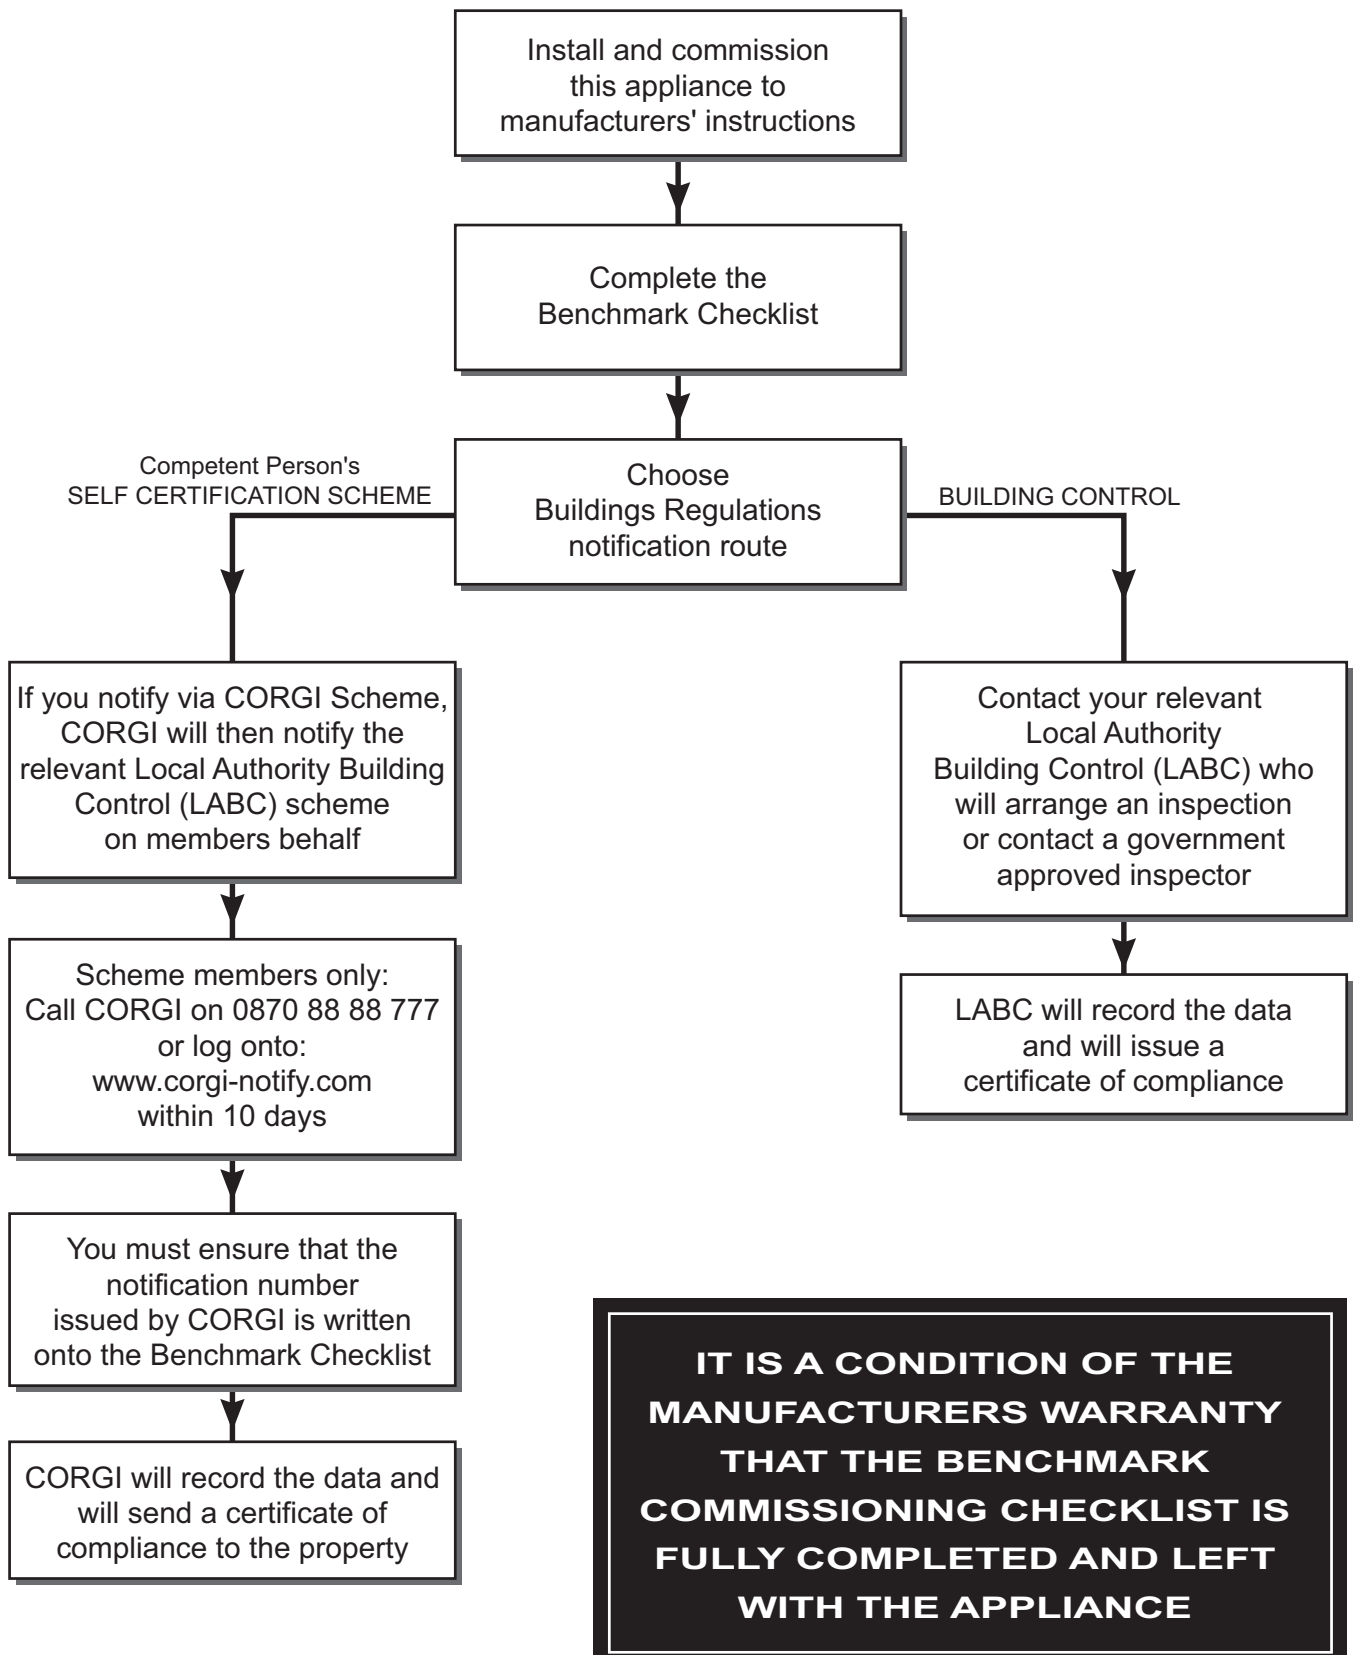 Install and commission
this appliance to
manufacturers' instructions
Complete the
Benchmark Checklist
Choose
Buildings Regulations
notification route
Competent Person's
SELF CERTIFICATION SCHEME
BUILDING CONTROL
If you notify via CORGI Scheme,
CORGI will then notify the
relevant Local Authority Building
Control (LABC) scheme
on members behalf
Scheme members only:
Call CORGI on 0870 88 88 777
or log onto:
www.corgi-notify.com
within 10 days
You must ensure that the
notification number
issued by CORGI is written
onto the Benchmark Checklist
CORGI will record the data and
will send a certificate of
compliance to the property
Contact your relevant
Local Authority
Building Control (LABC) who
will arrange an inspection
or contact a government
approved inspector
LABC will record the data
and will issue a
certificate of compliance
IT IS A CONDITION OF THE
MANUFACTURERS WARRANTY
THAT THE BENCHMARK
COMMISSIONING CHECKLIST IS
FULLY COMPLETED AND LEFT
WITH THE APPLIANCE